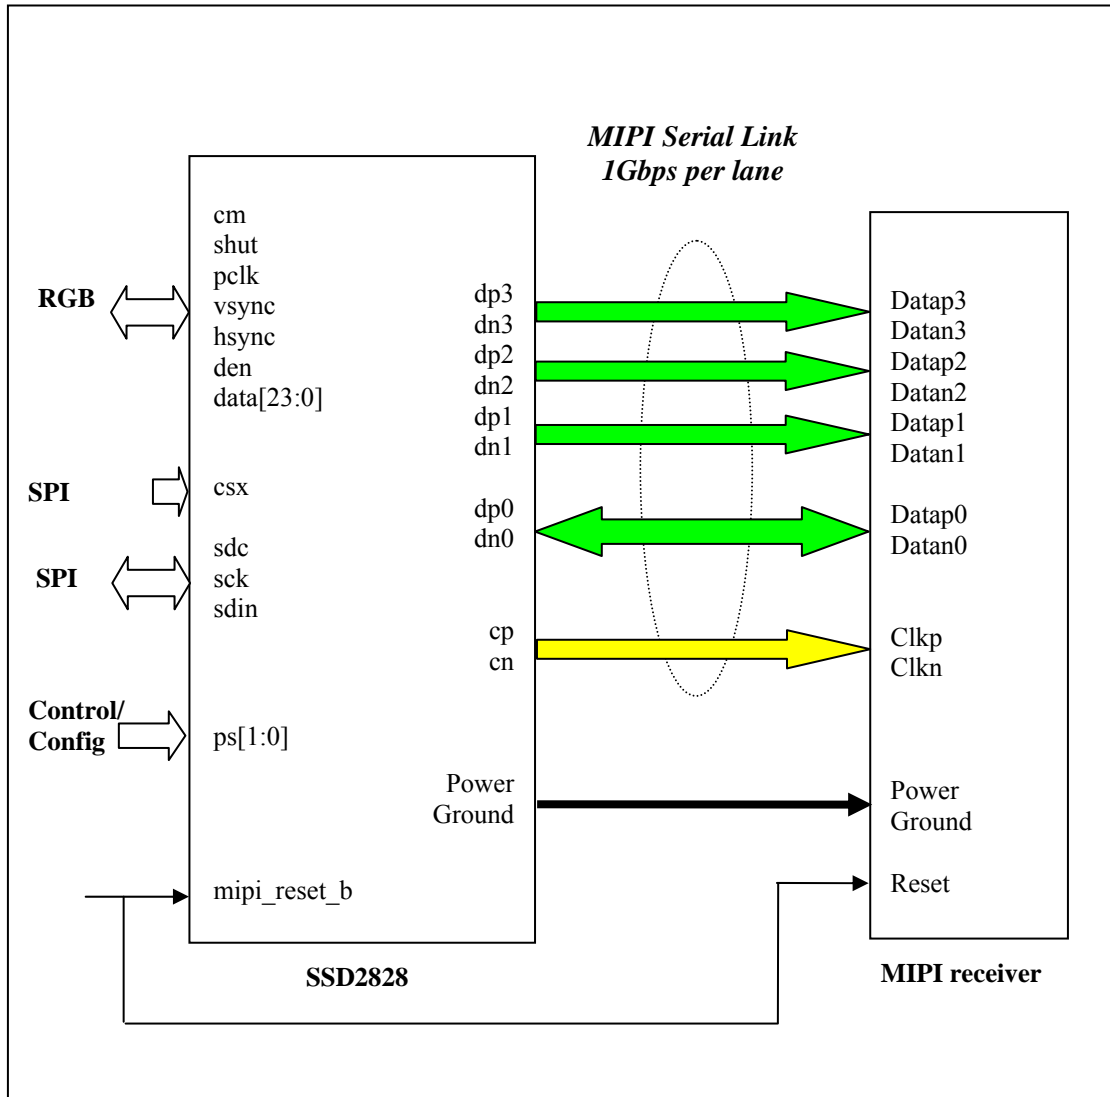 MIPI Serial Link
1Gbps per lane
RGB
cm
shut
pclk
vsync
hsync
den
data[23:0]
SPI
csx
SPI
sdc
sck
sdin
Control/
Config
ps[1:0]
mipi_reset_b
dp3
dn3
dp2
dn2
dp1
dn1
dp0
dn0
cp
cn
Power
Ground
SSD2828
Datap3
Datan3
Datap2
Datan2
Datap1
Datan1
Datap0
Datan0
Clkp
Clkn
Power
Ground
Reset
MIPI receiver